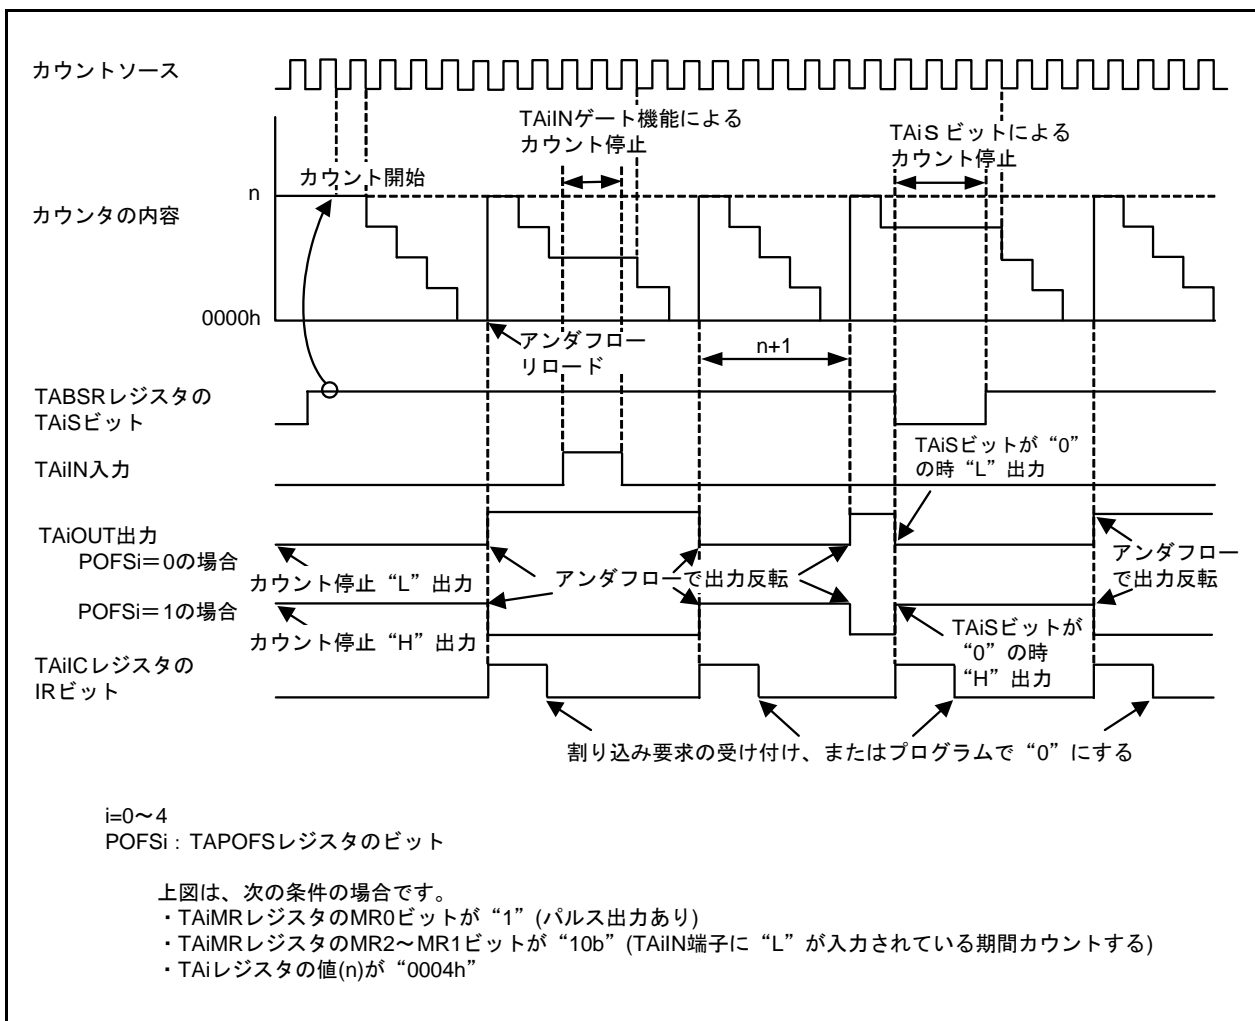 カウントソース
TAiINゲート機能による
カウント停止
TAiS ビットによる
カウント停止
カウント開始
n
カウンタの内容
0000h
アンダフロー
リロード
n+1
TABSRレジスタの
TAiSビット
TAiSビットが“0”
の時“L”出力
TAiIN入力
TAiOUT出力
POFSi＝0の場合
カウント停止“L”出力
アンダフローで出力反転
アンダフロー
で出力反転
POFSi＝1の場合
カウント停止“H”出力
TAiSビットが
“0”の時
“H”出力
TAiICレジスタの
IRビット
割り込み要求の受け付け、またはプログラムで“0”にする
i=0～4
POFSi : TAPOFSレジスタのビット
上図は、次の条件の場合です。
・TAiMRレジスタのMR0ビットが“1”(パルス出力あり)
・TAiMRレジスタのMR2～MR1ビットが“10b”(TAiIN端子に“L”が入力されている期間カウントする)
・TAiレジスタの値(n)が“0004h”